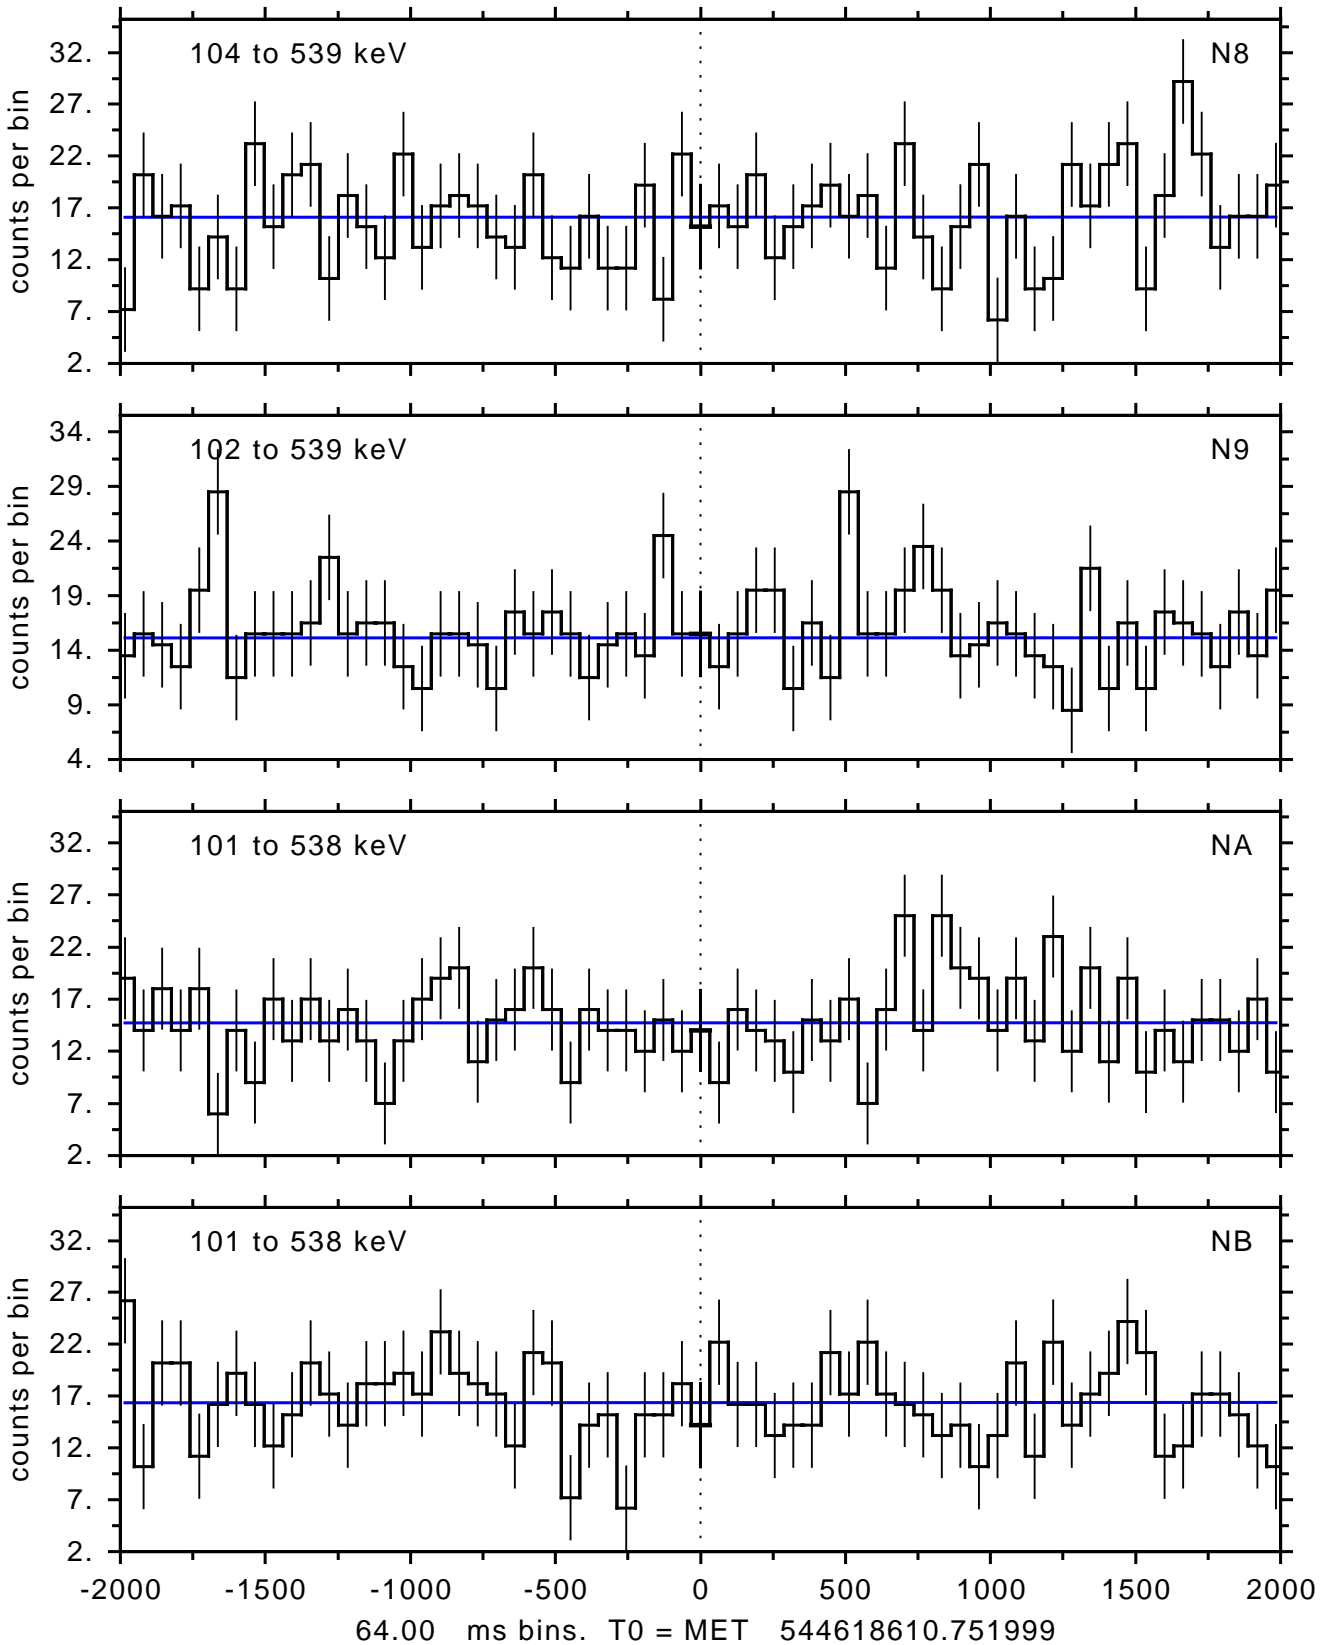 104 to 539 keV N8
counts per bin
32.
27.
22.
17.
12.
7.
2.
102 to 539 keV N9
counts per bin
34.
29.
24.
19.
14.
9.
4.
101 to 538 keV NA
counts per bin
32.
27.
22.
17.
12.
7.
2.
101 to 538 keV NB
counts per bin
32.
27.
22.
17.
12.
7.
2.
-2000 -1500 -1000 -500 0 500 1000 1500 2000
64.00 ms bins. T0 = MET 544618610.751999